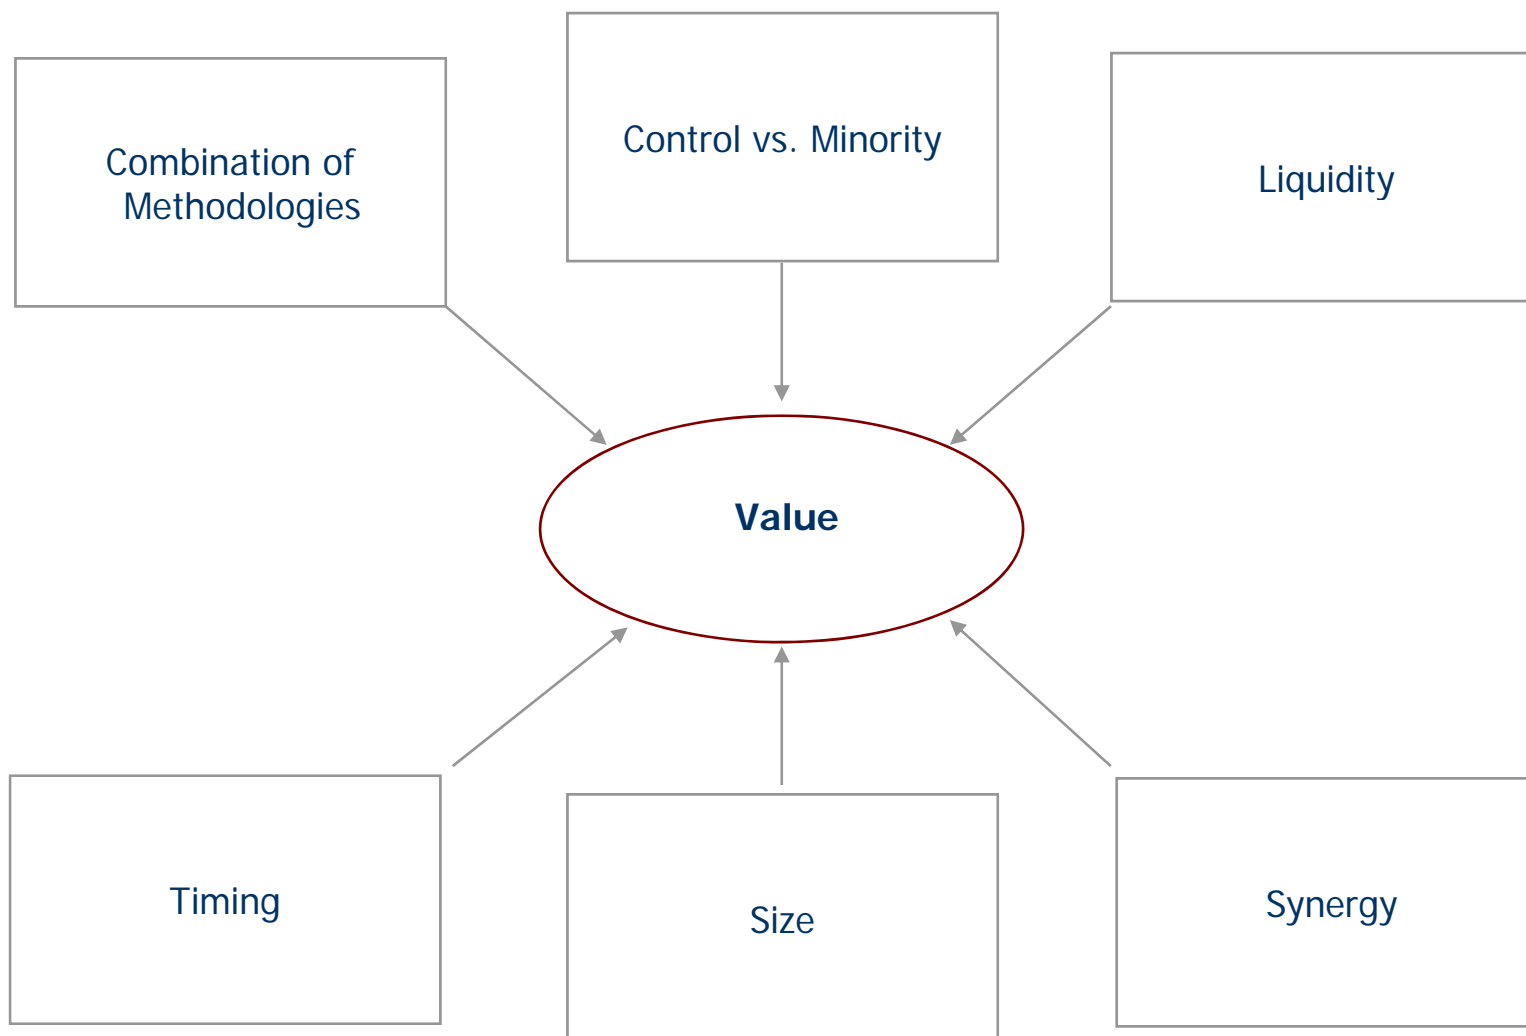 Control vs. Minority
Combination of
Methodologies
Liquidity
Value
Timing
Size
Synergy